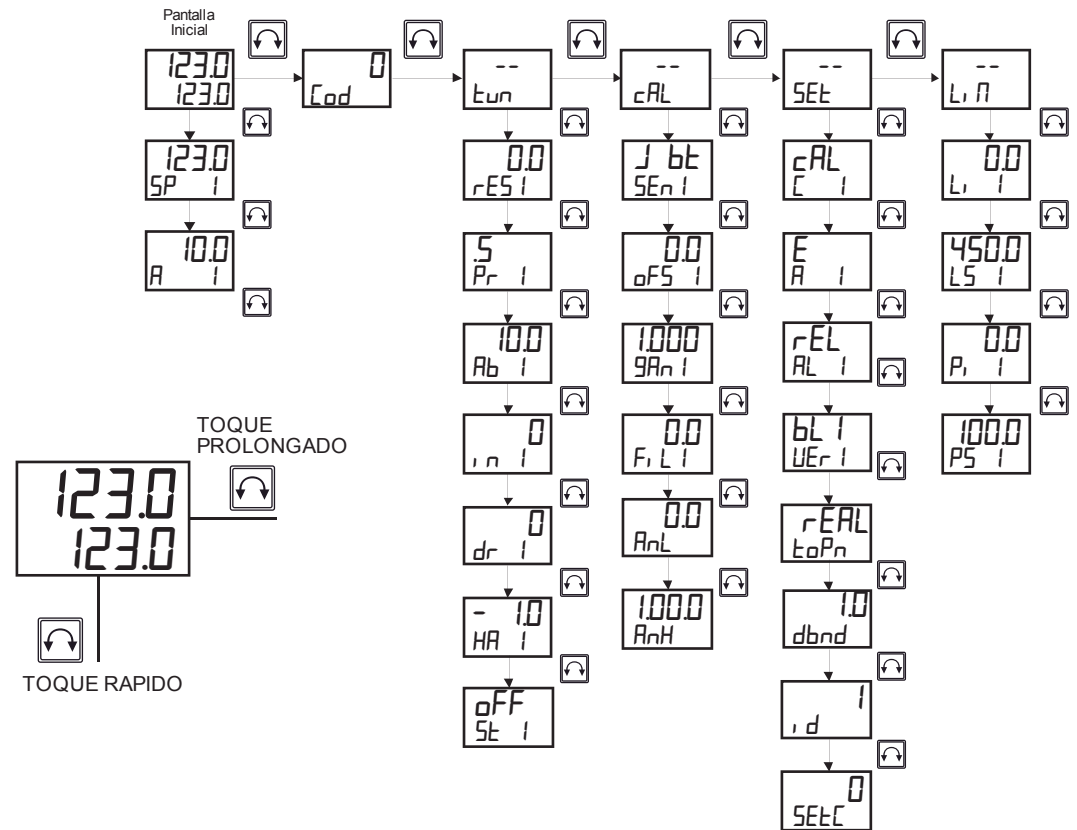 Pantalla
Inicial
123.0
123.0
0
Cod
--
tun
--
cAL
--
SEt
--
Lin
123.0
SP 1
10.0
A 1
0.0
rES1
.5
Pr 1
10.0
Ab 1
0
in 1
0
dr 1
- 1.0
HA 1
oFF
St 1
J bt
SEn1
0.0
oFS 1
1.000
gAn1
0.0
FiL1
0.0
AnL
1.00.0
AnH
cAL
C 1
E
A 1
rEL
AL 1
bL 1
UEr1
rEAL
toPn
1.0
dbnd
1
id
0
SEtC
0.0
Li 1
450.0
LS 1
0.0
Pi 1
100.0
PS 1
TOQUE
PROLONGADO
123.0
123.0
TOQUE RAPIDO